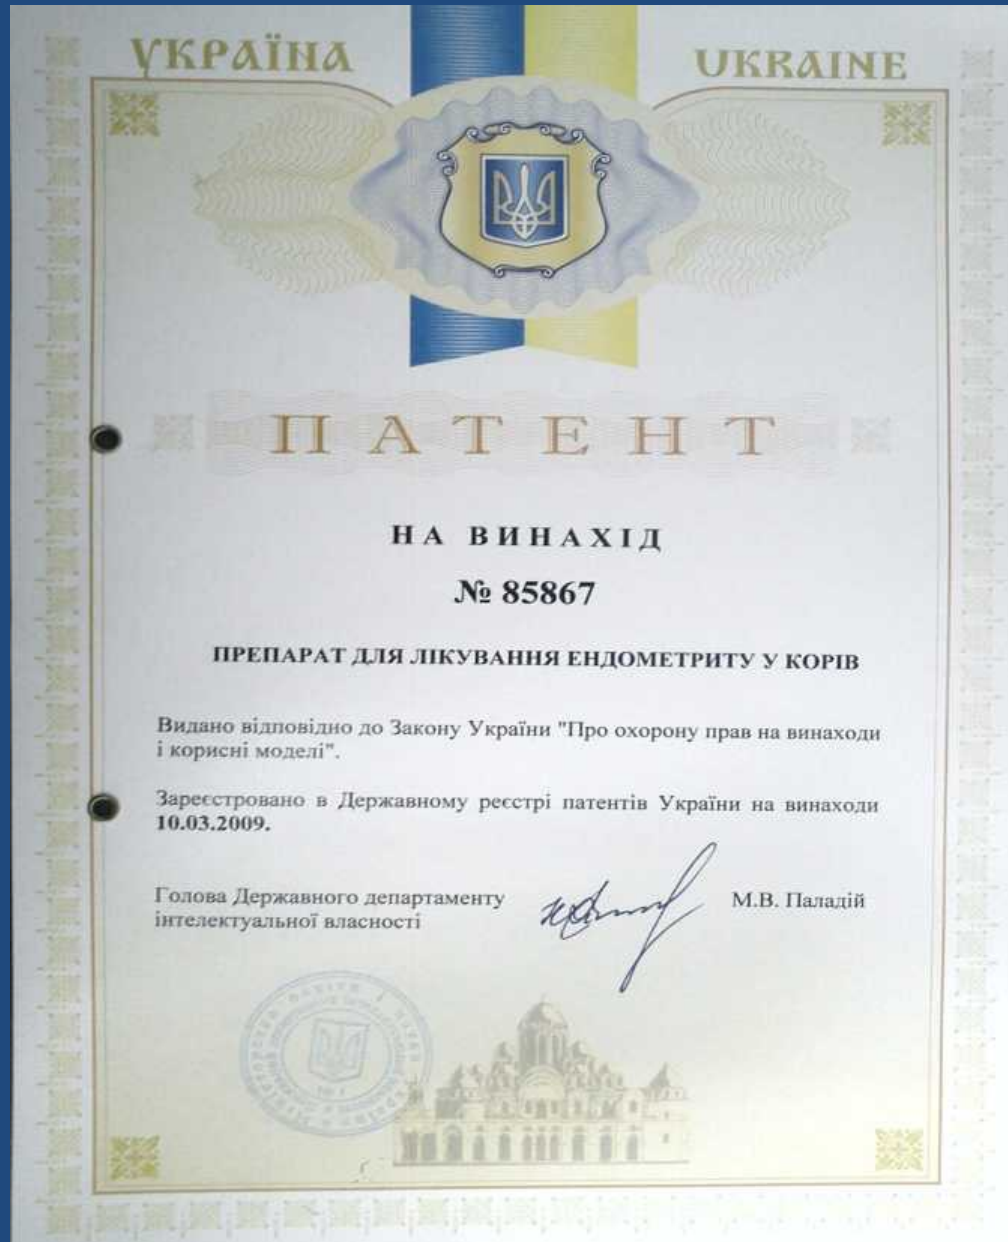 УКРАЇНА
UKRAINE
ПАТЕНТ
НА ВИНАХІД
№ 85867
ПРЕПАРАТ ДЛЯ ЛІКУВАННЯ ЕНДОМЕТРИТУ У КОРІВ
Видано відповідно до Закону України "Про охорону прав на винаходи
і корисні моделі".
Зареєстровано в Державному реєстрі патентів України на винаходи
10.03.2009.
Голова Державного департаменту
інтелектуальної власності
М.В. Паладій